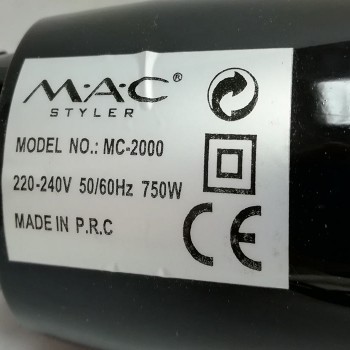 M·A·C®
STYLER
MODEL NO.: MC-2000
220-240V 50/60Hz 750W
MADE IN P.R.C
CE